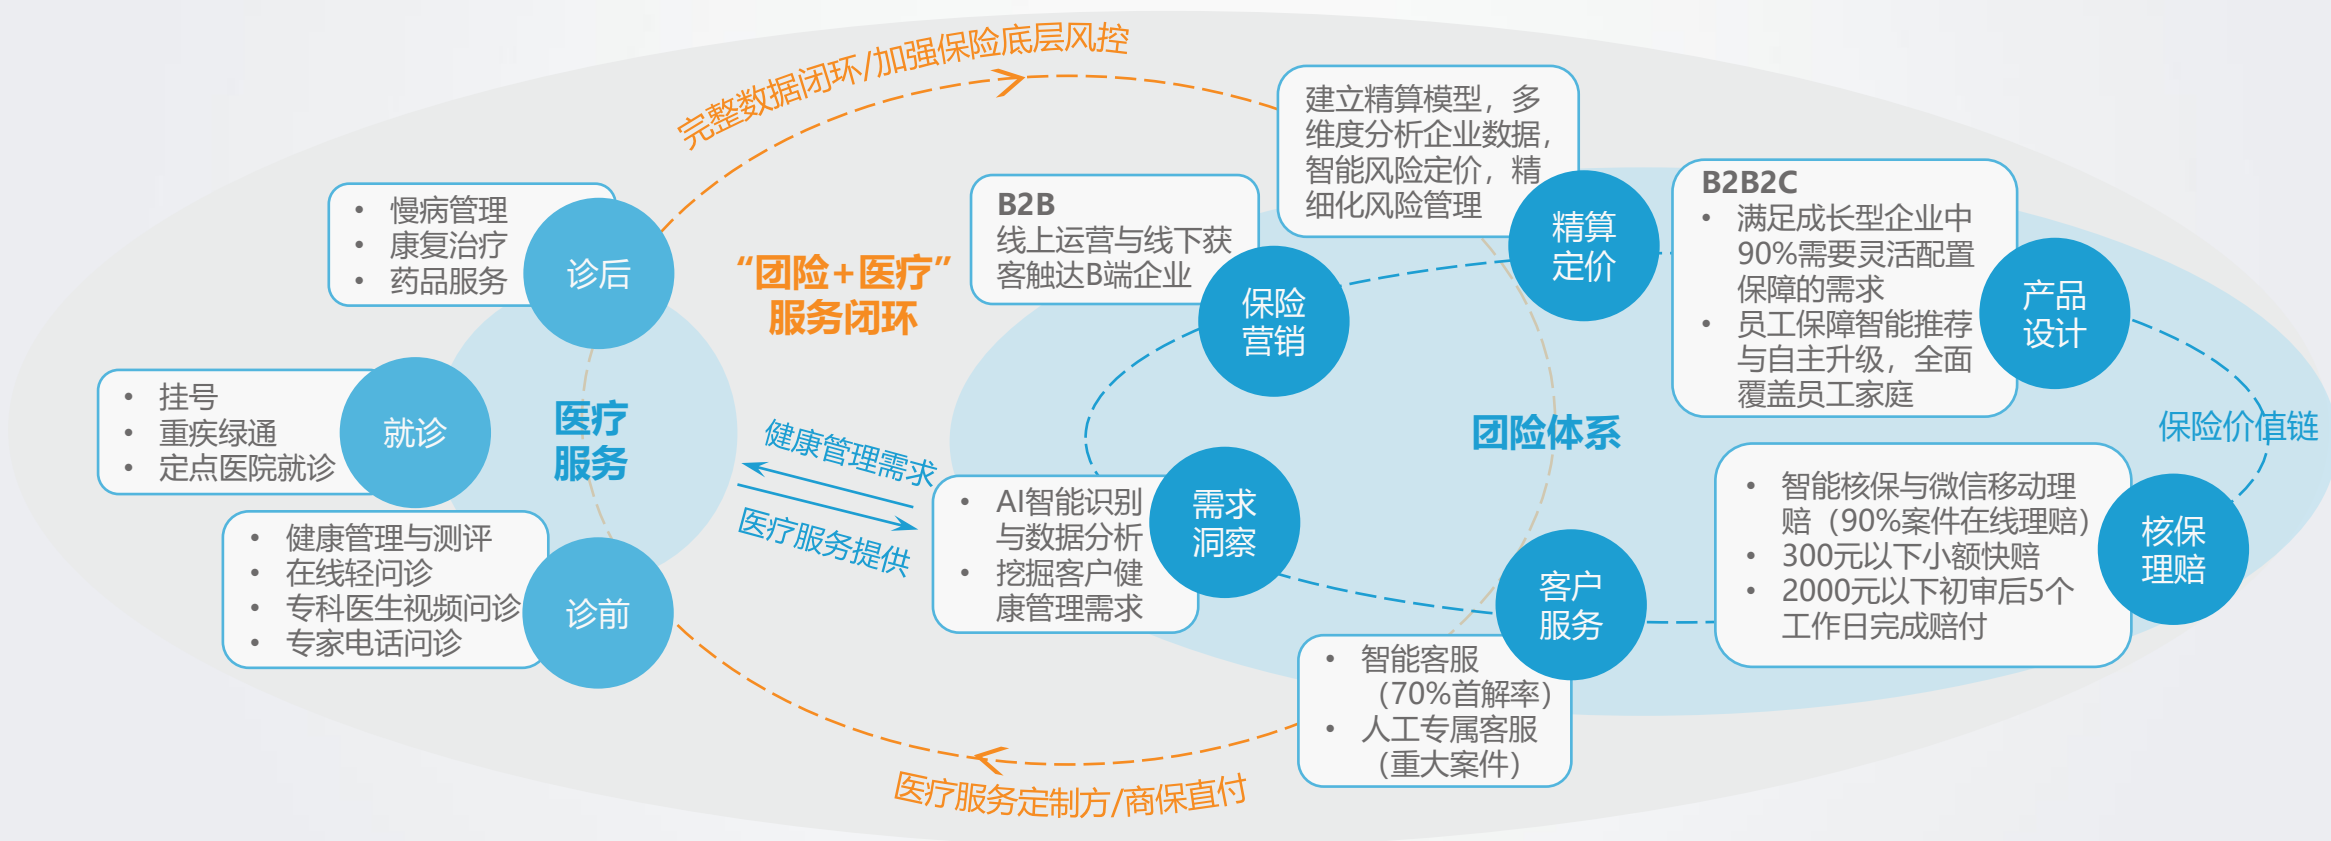 完整数据闭环/加强保险底层风控
建立精算模型，多
维度分析企业数据，
智能风险定价，精
细化风险管理
精算
定价
B2B
线上运营与线下获
客触达B端企业
保险
营销
B2B2C
• 满足成长型企业中
90%需要灵活配置
保障的需求
• 员工保障智能推荐
与自主升级，全面
覆盖员工家庭
产品
设计
• 慢病管理
• 康复治疗
• 药品服务
诊后
“团险+医疗”
服务闭环
• 挂号
• 重疾绿通
• 定点医院就诊
就诊
医疗
服务
健康管理需求
医疗服务提供
团险体系
保险价值链
• 健康管理与测评
• 在线轻问诊
• 专科医生视频问诊
• 专家电话问诊
诊前
• AI智能识别
与数据分析
• 挖掘客户健
康管理需求
需求
洞察
• 智能核保与微信移动理
赔（90%案件在线理赔）
• 300元以下小额快赔
• 2000元以下初审后5个
工作日完成赔付
核保
理赔
客户
服务
• 智能客服
（70%首解率）
• 人工专属客服
（重大案件）
医疗服务定制方/商保直付